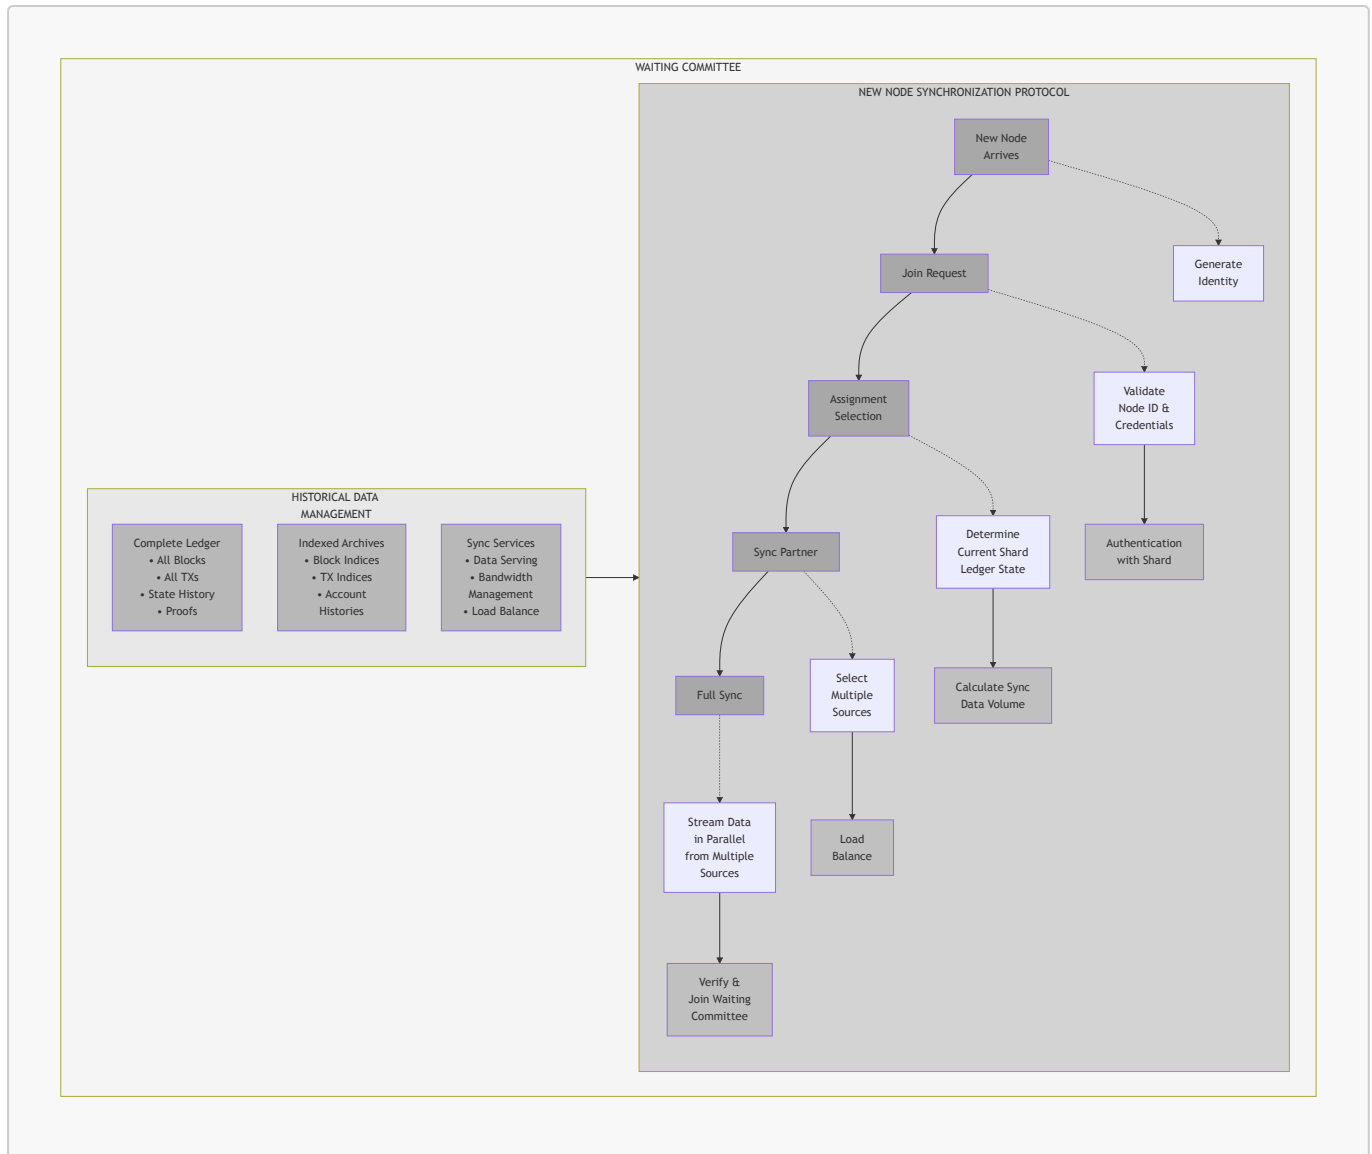 WAITING COMMITTEE
NEW NODE SYNCHRONIZATION PROTOCOL
New Node
Arrives
Generate
Identity
Join Request
Validate
Node ID &
Credentials
Assignment
Selection
Authentication
with Shard
Determine
Current Shard
Ledger State
Sync Partner
Calculate Sync
Data Volume
Select
Multiple
Sources
Full Sync
Load
Balance
Stream Data
in Parallel
from Multiple
Sources
Verify &
Join Waiting
Committee
HISTORICAL DATA
MANAGEMENT
Complete Ledger
• All Blocks
• All TXs
• State History
• Proofs
Indexed Archives
• Block Indices
• TX Indices
• Account
Histories
Sync Services
• Data Serving
• Bandwidth
Management
• Load Balance